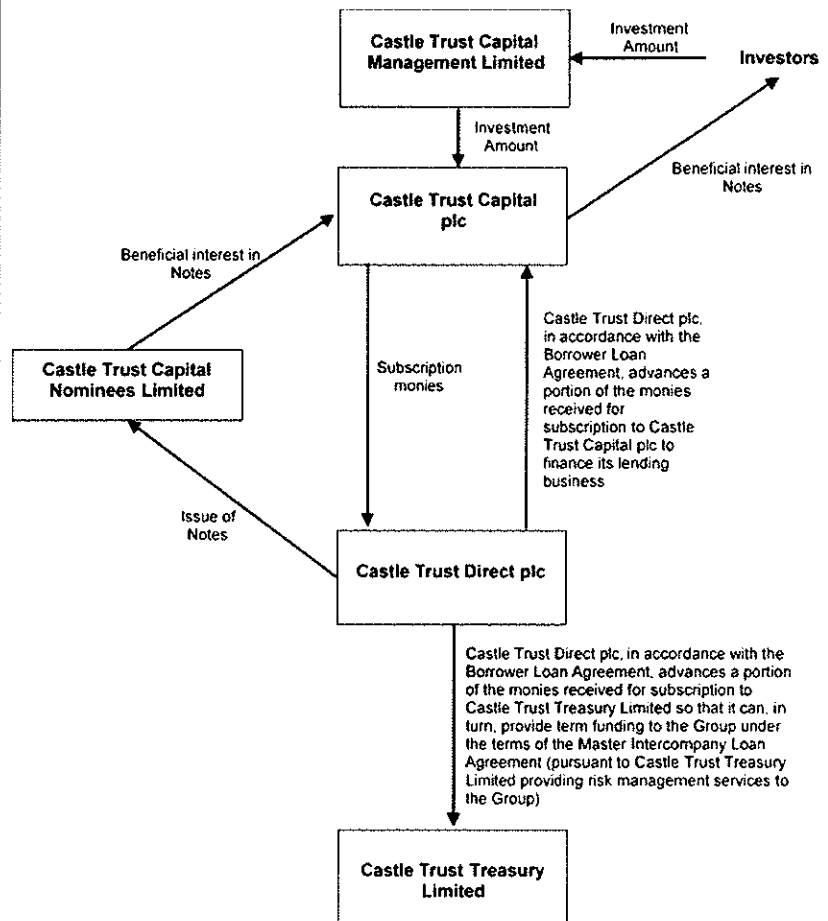 Castle Trust Capital
Management Limited
Investment
Amount
Investors
Investment
Amount
Castle Trust Capital
plc
Beneficial interest in
Notes
Beneficial interest in
Notes
Castle Trust Capital
Nominees Limited
Subscription
monies
Castle Trust Direct plc,
in accordance with the
Borrower Loan
Agreement, advances a
portion of the monies
received for
subscription to Castle
Trust Capital plc to
finance its lending
business
Issue of
Notes
Castle Trust Direct plc
Castle Trust Direct plc, in accordance with the
Borrower Loan Agreement, advances a portion
of the monies received for subscription to
Castle Trust Treasury Limited so that it can, in
turn, provide term funding to the Group under
the terms of the Master Intercompany Loan
Agreement (pursuant to Castle Trust Treasury
Limited providing risk management services to
the Group)
Castle Trust Treasury
Limited